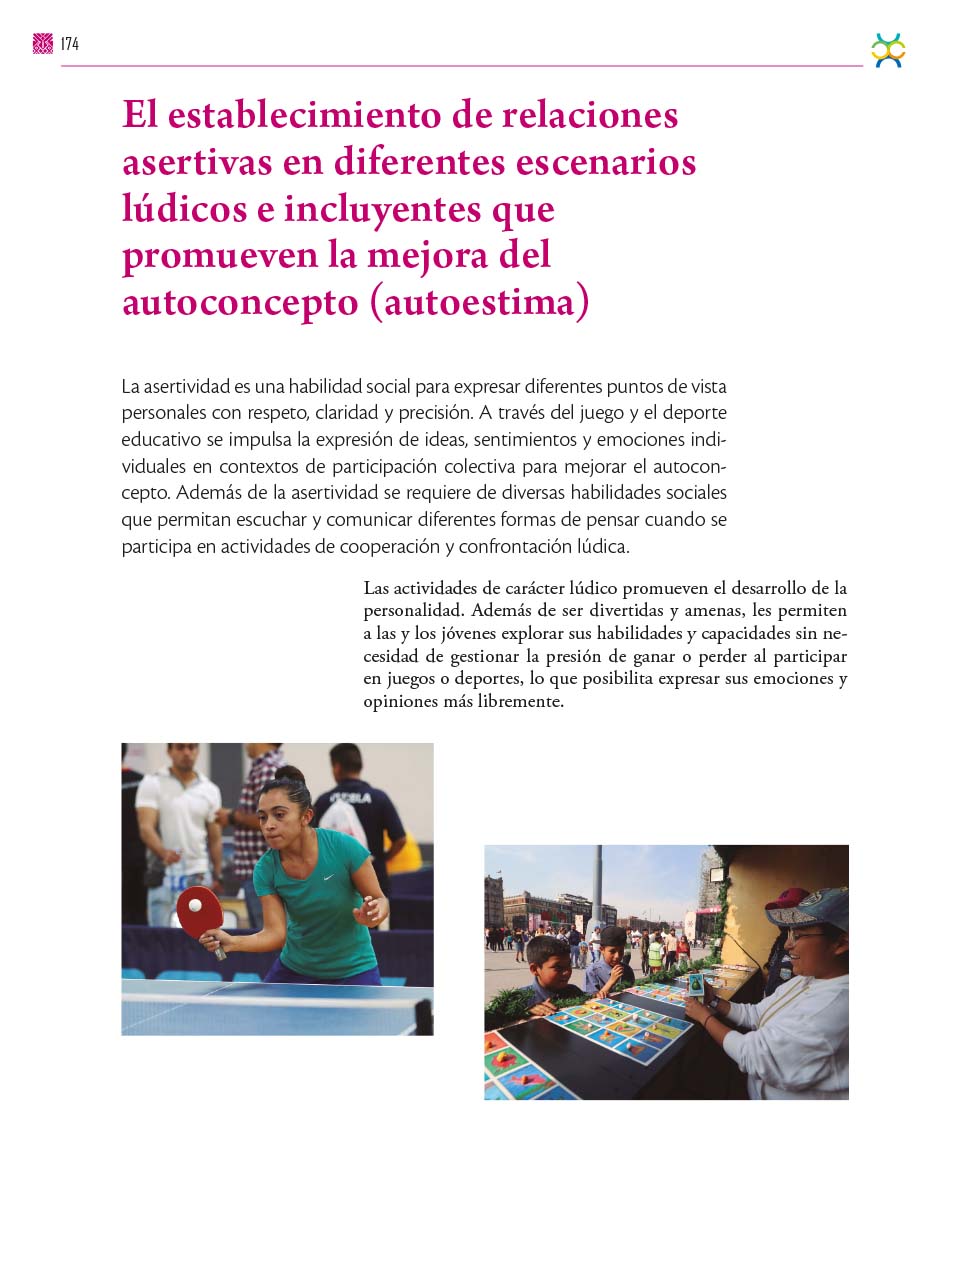 174
El establecimiento de relaciones
asertivas en diferentes escenarios
lúdicos e incluyentes que
promueven la mejora del
autoconcepto (autoestima)
La asertividad es una habilidad social para expresar diferentes puntos de vista
personales con respeto, claridad y precisión. A través del juego y el deporte
educativo se impulsa la expresión de ideas, sentimientos y emociones indi-
viduales en contextos de participación colectiva para mejorar el autocon-
cepto. Además de la asertividad se requiere de diversas habilidades sociales
que permitan escuchar y comunicar diferentes formas de pensar cuando se
participa en actividades de cooperación y confrontación lúdica.
Las actividades de carácter lúdico promueven el desarrollo de la
personalidad. Además de ser divertidas y amenas, les permiten
a las y los jóvenes explorar sus habilidades y capacidades sin ne-
cesidad de gestionar la presión de ganar o perder al participar
en juegos o deportes, lo que posibilita expresar sus emociones y
opiniones más libremente.